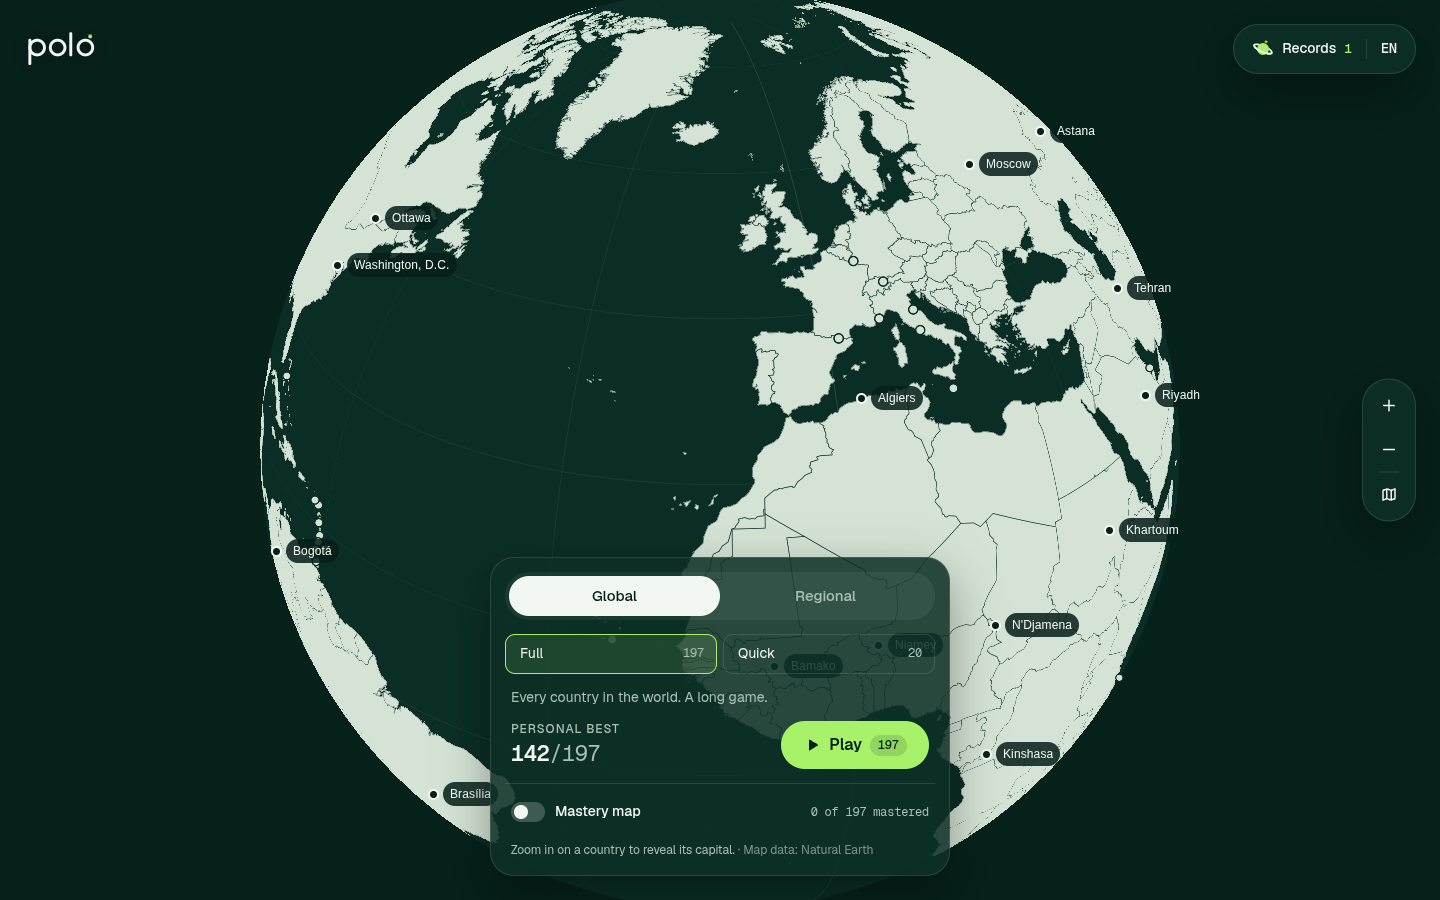 polo
Records 1 EN
Astana
Moscow
Ottawa
Washington, D.C.
Tehran
Algiers
Riyadh
Khartoum
Bogotá
Global Regional
N'Djamena
Full 197 Quick 20
Niamey
Bamako
Every country in the world. A long game.
PERSONAL BEST
142/197
Play 197
Kinshasa
Brasília
Mastery map 0 of 197 mastered
Zoom in on a country to reveal its capital. · Map data: Natural Earth